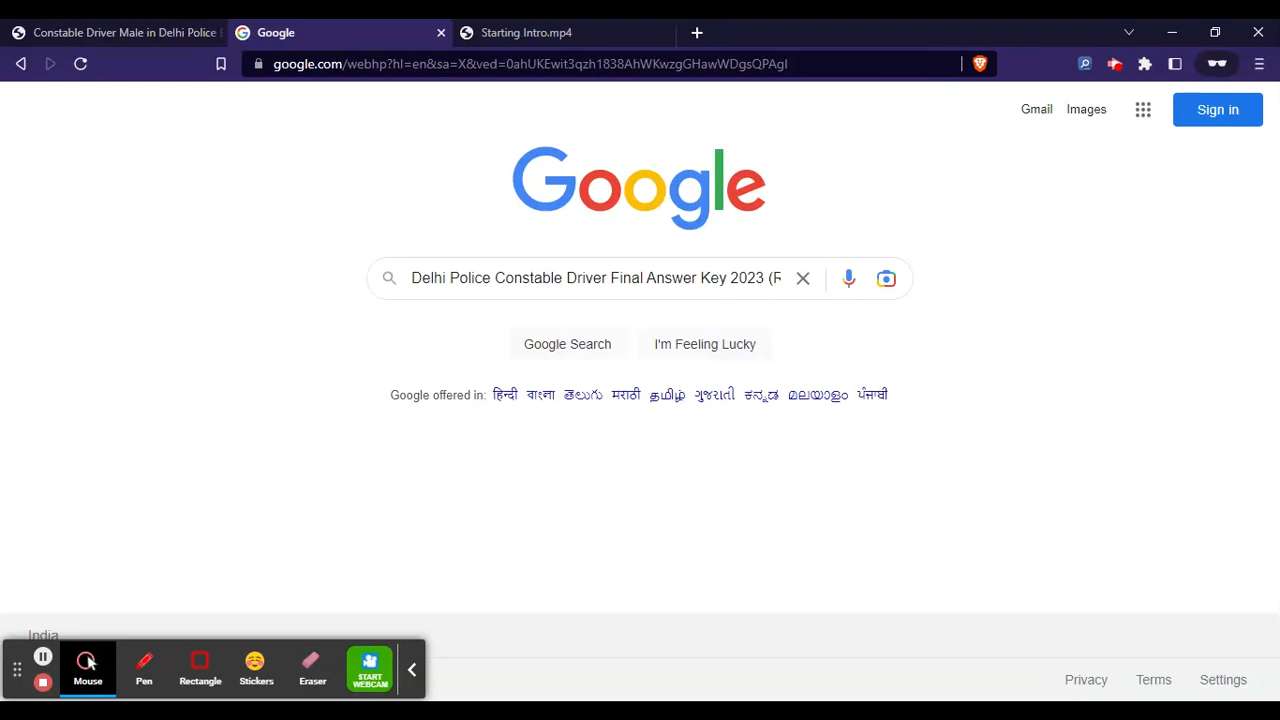 Constable Driver Male in Delhi Police
Google
Starting Intro.mp4
google.com/webhp?hl=en&sa=X&ved=0ahUKEwit3qzh1838AhWKwzgGHawWDgsQPAgI
Gmail
Images
Sign in
Google
Delhi Police Constable Driver Final Answer Key 2023 (R
Google Search
I'm Feeling Lucky
Google offered in: हिन्दी বাংলা తెలుగు मराठी தமிழ் ગુજરાતી ಕನ್ನಡ മലയാളം ਪੰਜਾਬੀ
India
Mouse
Pen
Rectangle
Stickers
Eraser
START
WEBCAM
Privacy
Terms
Settings